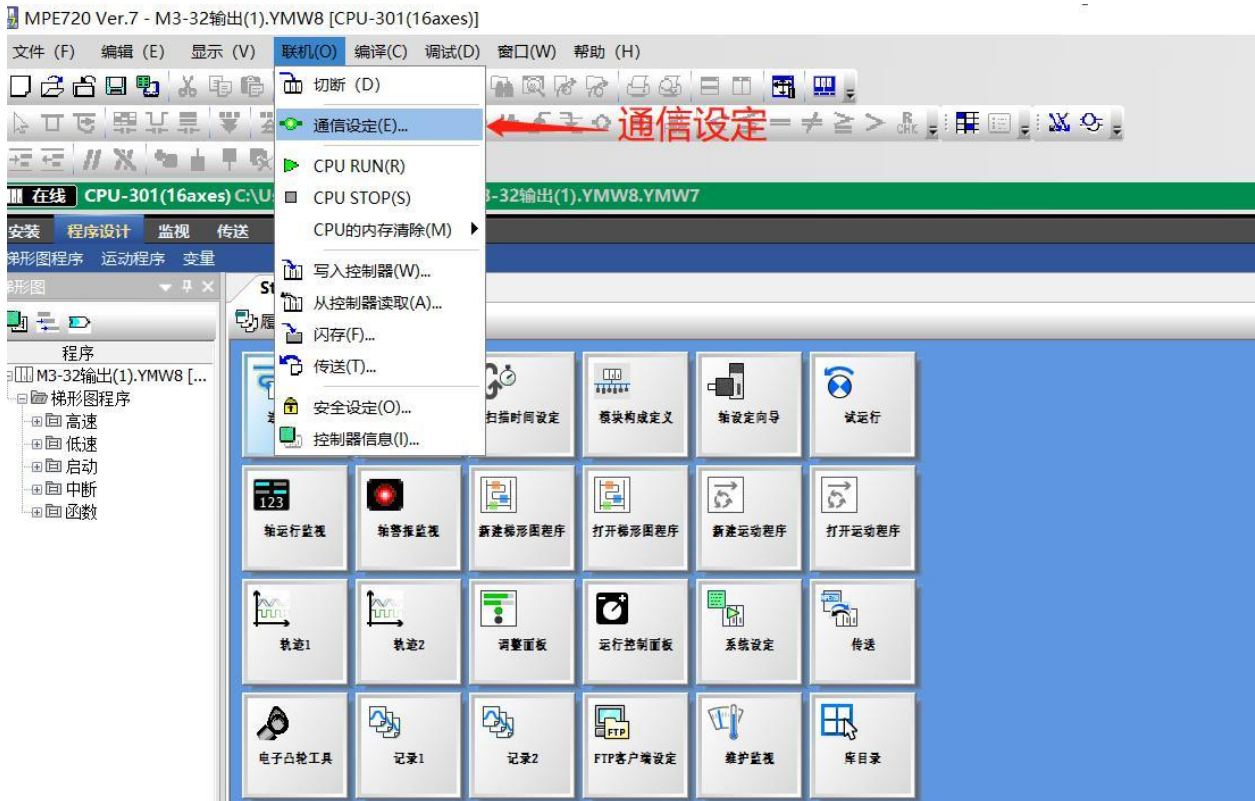 MPE720 Ver.7 - M3-32输出(1).YMW8 [CPU-301(16axes)]
文件 (F) 编辑 (E) 显示 (V) 联机(O) 编译(C) 调试(D) 窗口(W) 帮助 (H)
切断 (D)
通信设定(E)...
通信设定
CHK
CPU RUN(R)
CPU STOP(S)
CPU的内存清除(M)
写入控制器(W)...
从控制器读取(A)...
闪存(F)...
传送(T)...
安全设定(O)...
控制器信息(I)...
在线 CPU-301(16axes) C:\U 3-32输出(1).YMW8.YMW7
安装 程序设计 监视 传送
梯形图程序 运动程序 变量
梯形图 St
程序
M3-32输出(1).YMW8 [...
梯形图程序
高速
低速
启动
中断
函数
扫描时间设定 模块构成定义 轴设定向导 试运行
123
轴运行监视 轴警报监视 新建梯形图程序 打开梯形图程序 新建运动程序 打开运动程序
轨迹1 轨迹2 调整面板 运行控制面板 系统设定 传送
FTP
电子凸轮工具 记录1 记录2 FTP客户端设定 维护监视 库目录